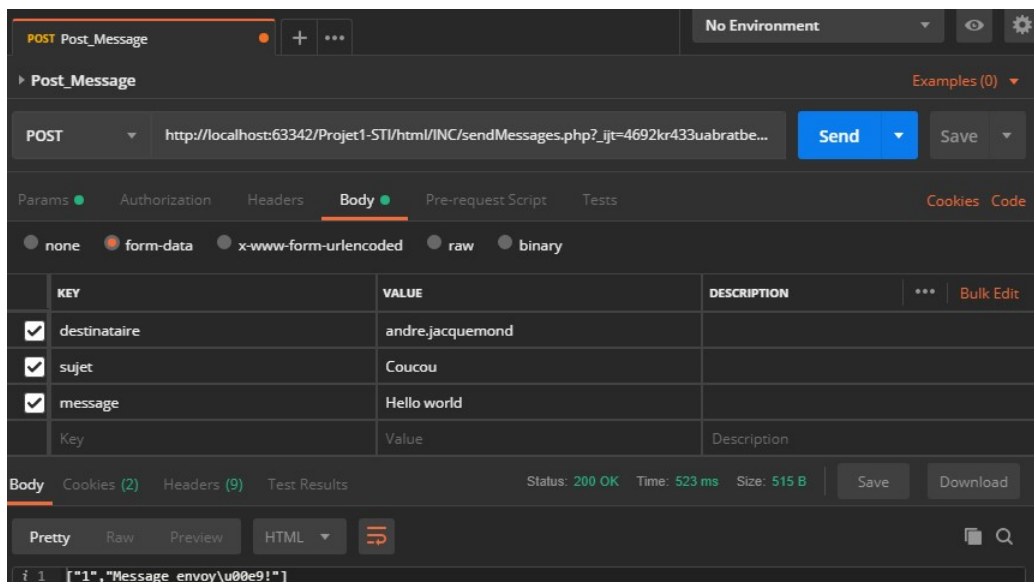 POST Post_Message + ••• No Environment
Post_Message Examples (0)
POST http://localhost:63342/Projet1-STI/html/INC/sendMessages.php?_ijt=4692kr433uabratbe... Send Save
Params Authorization Headers Body Pre-request Script Tests Cookies Code
none form-data x-www-form-urlencoded raw binary
KEY VALUE DESCRIPTION ••• Bulk Edit
destinataire andre.jacquemond
sujet Coucou
message Hello world
Key Value Description
Body Cookies (2) Headers (9) Test Results Status: 200 OK Time: 523 ms Size: 515 B Save Download
Pretty Raw Preview HTML
i 1 ["1","Message envoy\u00e9!"]